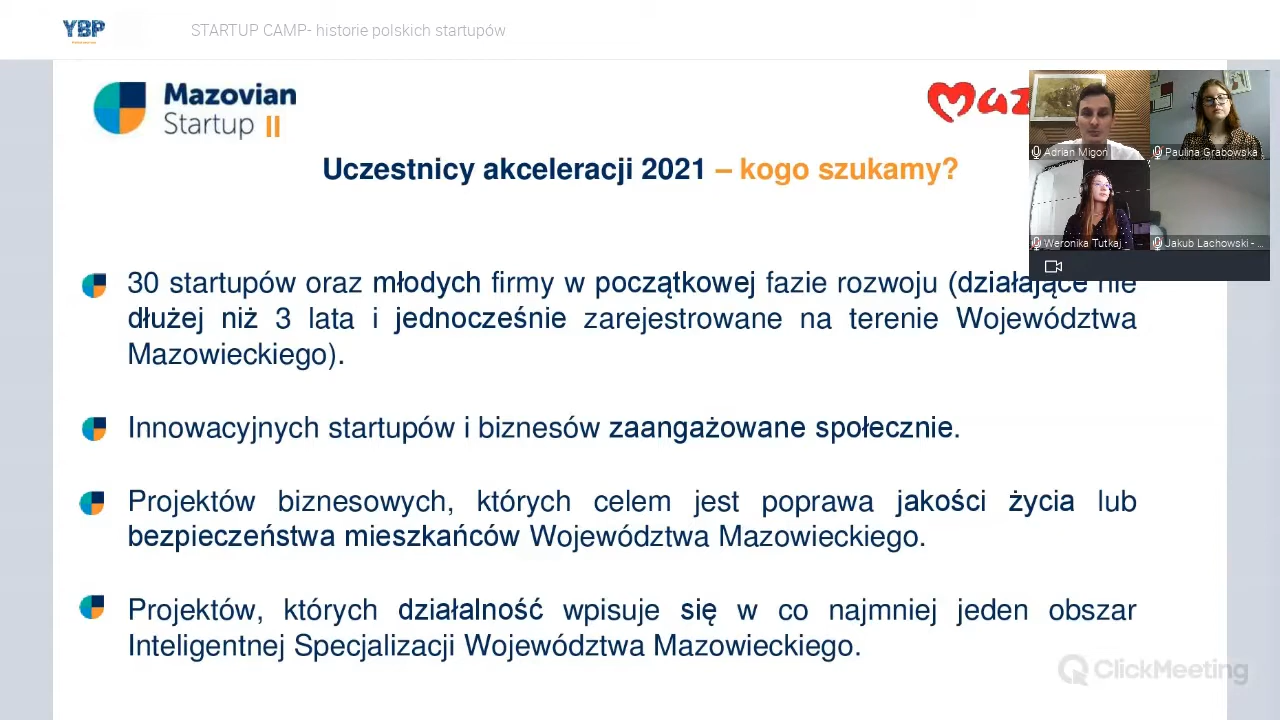 YBP
STARTUP CAMP- historie polskich startupów
Mazovian
Startup II
Maz
Uczestnicy akceleracji 2021 – kogo szukamy?
Adrian Migoń
Paulina Grabowska
Weronika Tutkaj -
Jakub Lachowski - ...
30 startupów oraz młodych firmy w początkowej fazie rozwoju (działające nie
dłużej niż 3 lata i jednocześnie zarejestrowane na terenie Województwa
Mazowieckiego).
Innowacyjnych startupów i biznesów zaangażowane społecznie.
Projektów biznesowych, których celem jest poprawa jakości życia lub
bezpieczeństwa mieszkańców Województwa Mazowieckiego.
Projektów, których działalność wpisuje się w co najmniej jeden obszar
Inteligentnej Specjalizacji Województwa Mazowieckiego.
ClickMeeting